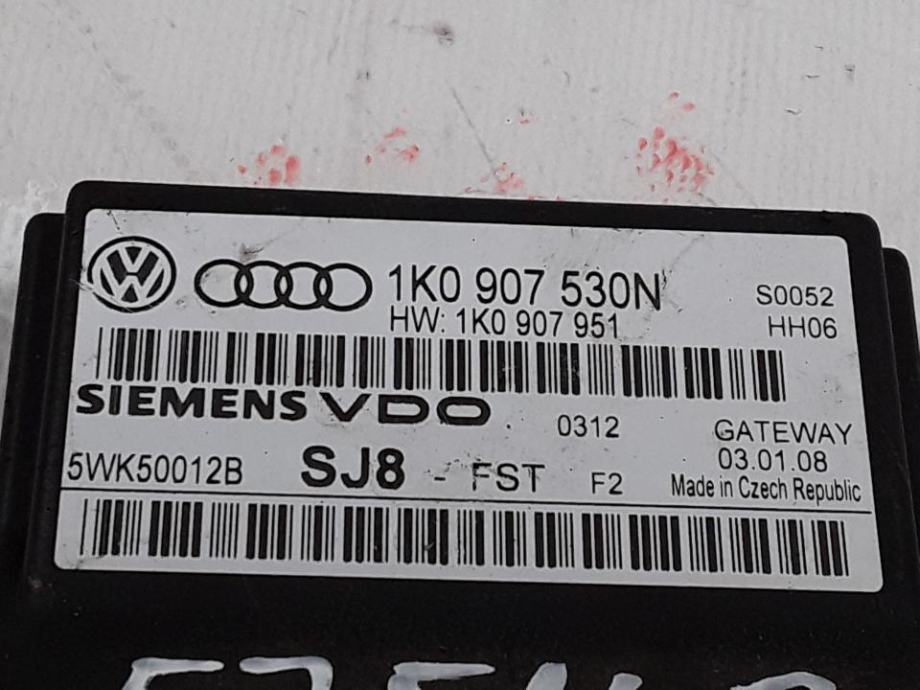 1K0 907 530N S0052
HW: 1K0 907 951 HH06
SIEMENS VDO 0312 GATEWAY
03.01.08
5WK50012B SJ8 - FST F2 Made in Czech Republic